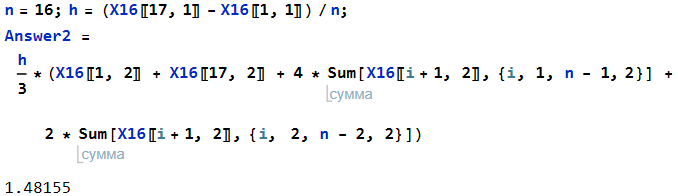 n = 16; h = (X16〚17, 1〛 - X16〚1, 1〛) / n;
Answer2 =
h/3 * (X16〚1, 2〛 + X16〚17, 2〛 + 4 * Sum[X16〚i + 1, 2〛, {i, 1, n - 1, 2}] +
сумма
2 * Sum[X16〚i + 1, 2〛, {i, 2, n - 2, 2}])
сумма
1.48155